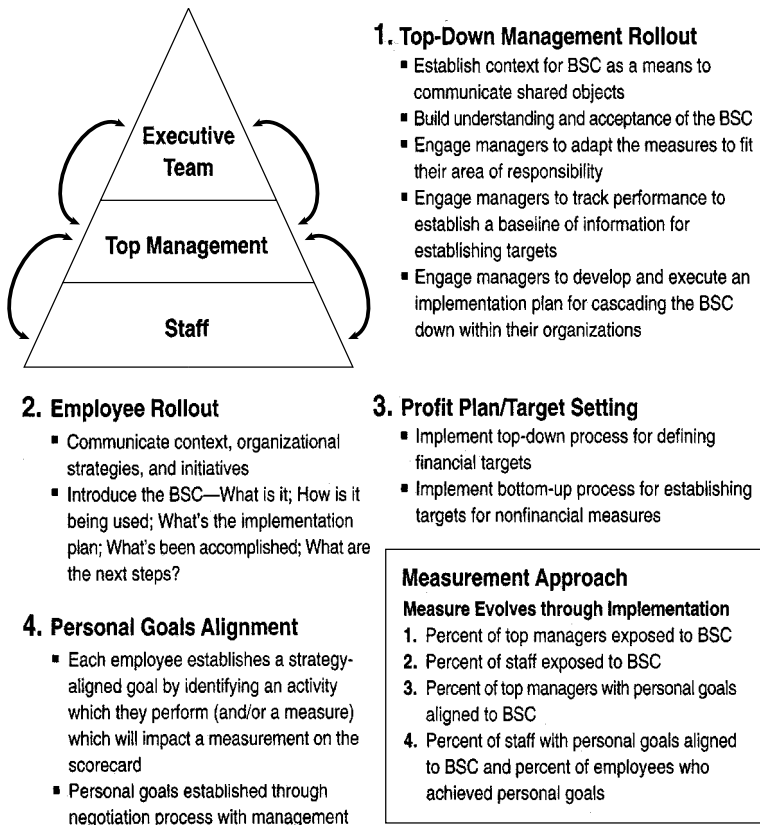 Executive
Team
Top Management
Staff
1. Top-Down Management Rollout
▪ Establish context for BSC as a means to
communicate shared objects
▪ Build understanding and acceptance of the BSC
▪ Engage managers to adapt the measures to fit
their area of responsibility
▪ Engage managers to track performance to
establish a baseline of information for
establishing targets
▪ Engage managers to develop and execute an
implementation plan for cascading the BSC
down within their organizations
2. Employee Rollout
▪ Communicate context, organizational
strategies, and initiatives
▪ Introduce the BSC—What is it; How is it
being used; What's the implementation
plan; What's been accomplished; What are
the next steps?
3. Profit Plan/Target Setting
▪ Implement top-down process for defining
financial targets
▪ Implement bottom-up process for establishing
targets for nonfinancial measures
4. Personal Goals Alignment
▪ Each employee establishes a strategy-
aligned goal by identifying an activity
which they perform (and/or a measure)
which will impact a measurement on the
scorecard
▪ Personal goals established through
negotiation process with management
Measurement Approach
Measure Evolves through Implementation
1. Percent of top managers exposed to BSC
2. Percent of staff exposed to BSC
3. Percent of top managers with personal goals
aligned to BSC
4. Percent of staff with personal goals aligned
to BSC and percent of employees who
achieved personal goals